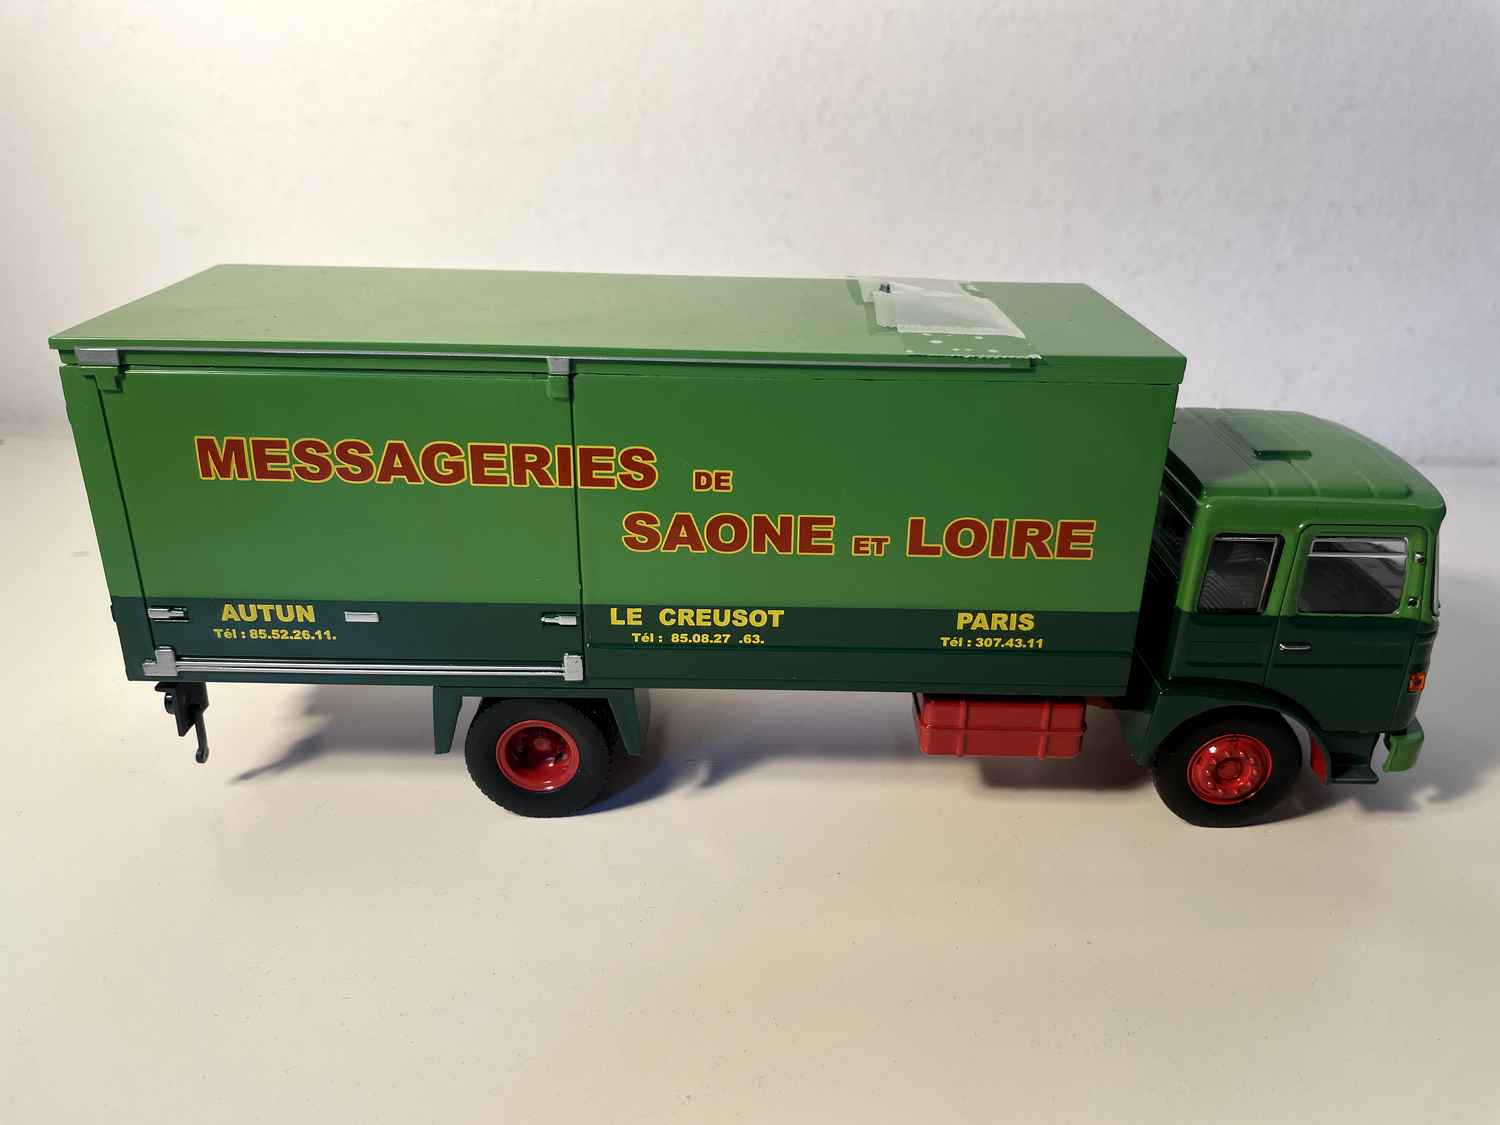 MESSAGERIES DE
SAONE ET LOIRE
AUTUN
Tél : 85.52.26.11.
LE CREUSOT
Tél : 85.08.27 .63.
PARIS
Tél : 307.43.11